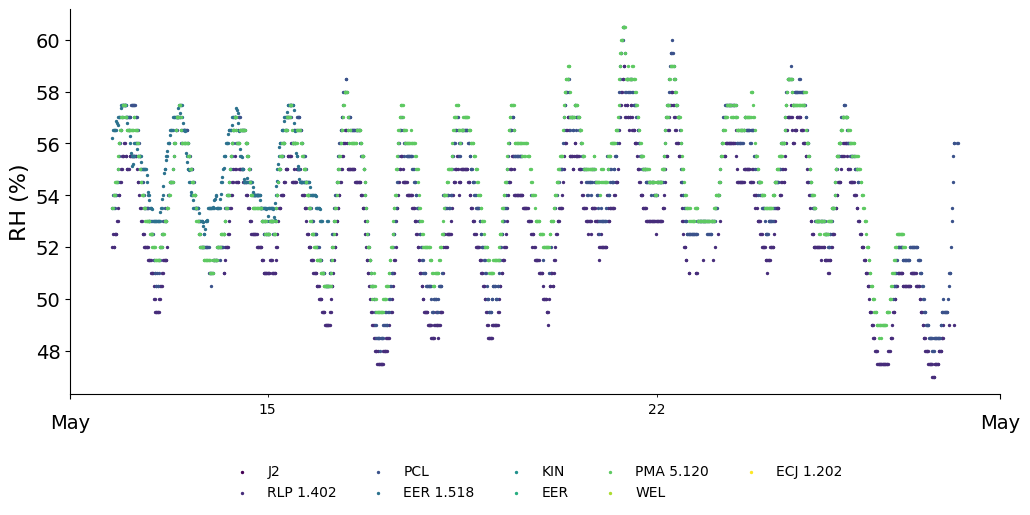 60
58
56
54
52
50
48
RH (%)
15
22
May
May
J2
PCL
KIN
PMA 5.120
ECJ 1.202
RLP 1.402
EER 1.518
EER
WEL